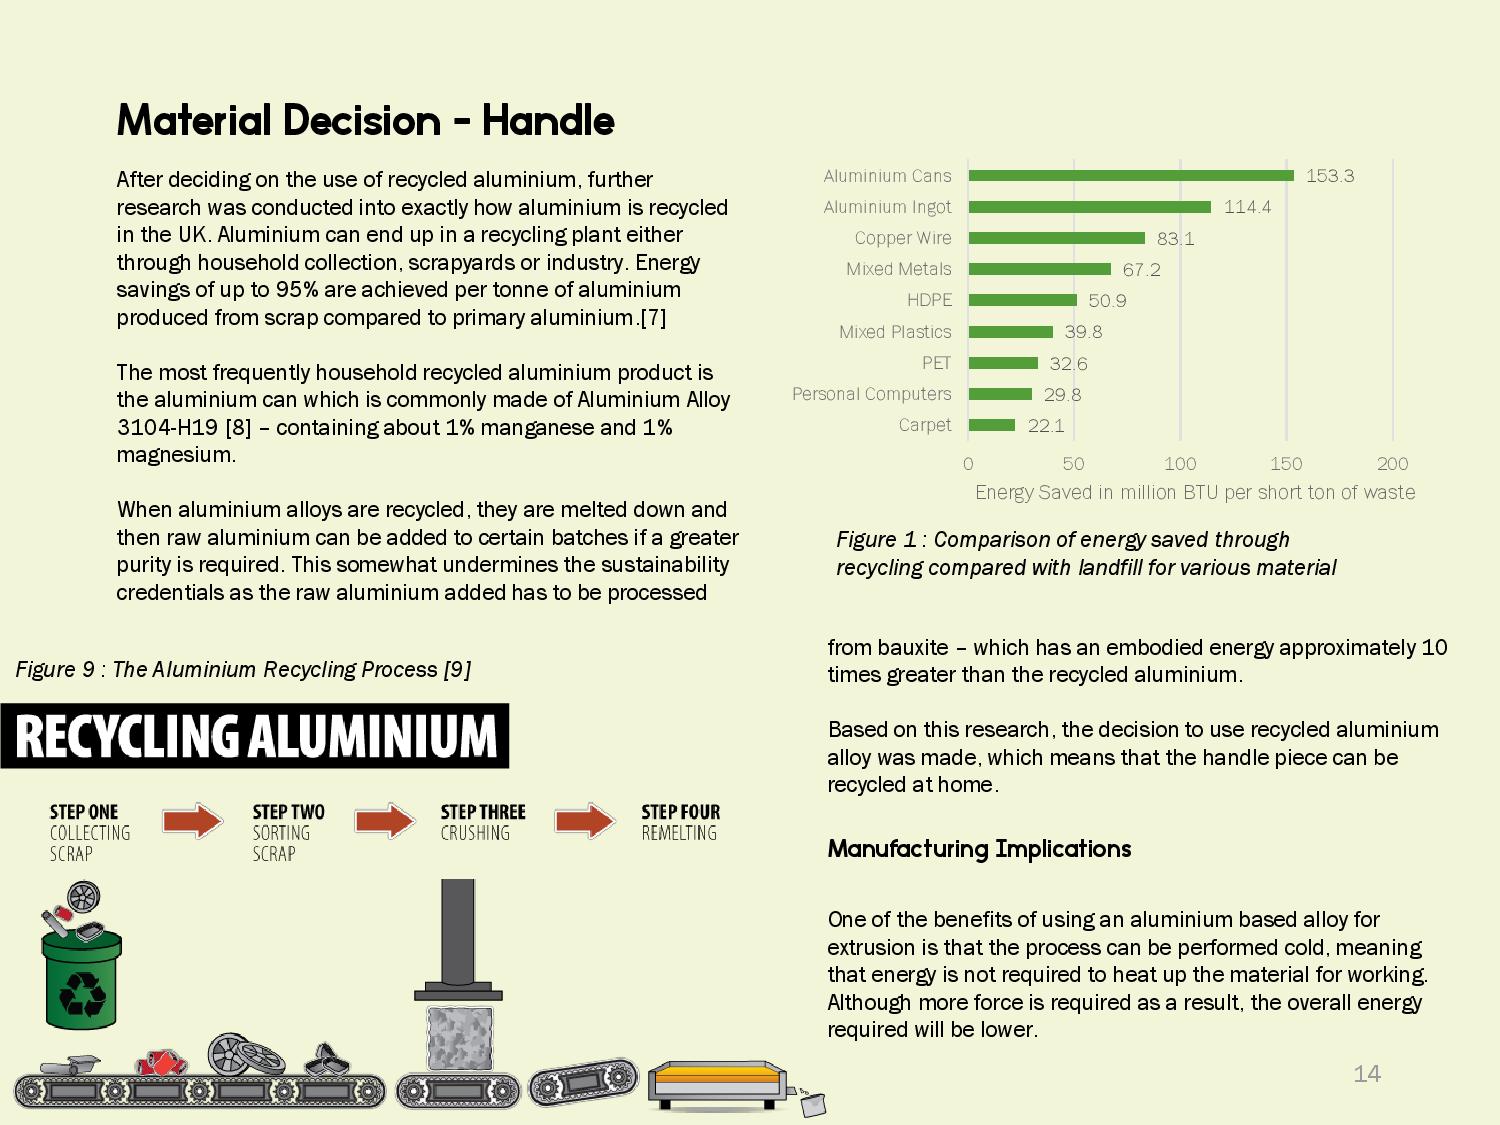 Material Decision - Handle
After deciding on the use of recycled aluminium, further
research was conducted into exactly how aluminium is recycled
in the UK. Aluminium can end up in a recycling plant either
through household collection, scrapyards or industry. Energy
savings of up to 95% are achieved per tonne of aluminium
produced from scrap compared to primary aluminium.[7]
The most frequently household recycled aluminium product is
the aluminium can which is commonly made of Aluminium Alloy
3104-H19 [8] – containing about 1% manganese and 1%
magnesium.
When aluminium alloys are recycled, they are melted down and
then raw aluminium can be added to certain batches if a greater
purity is required. This somewhat undermines the sustainability
credentials as the raw aluminium added has to be processed
Aluminium Cans 153.3
Aluminium Ingot 114.4
Copper Wire 83.1
Mixed Metals 67.2
HDPE 50.9
Mixed Plastics 39.8
PET 32.6
Personal Computers 29.8
Carpet 22.1
0 50 100 150 200
Energy Saved in million BTU per short ton of waste
Figure 1 : Comparison of energy saved through
recycling compared with landfill for various material
from bauxite – which has an embodied energy approximately 10
times greater than the recycled aluminium.
Based on this research, the decision to use recycled aluminium
alloy was made, which means that the handle piece can be
recycled at home.
Manufacturing Implications
One of the benefits of using an aluminium based alloy for
extrusion is that the process can be performed cold, meaning
that energy is not required to heat up the material for working.
Although more force is required as a result, the overall energy
required will be lower.
Figure 9 : The Aluminium Recycling Process [9]
RECYCLING ALUMINIUM
STEP ONE
COLLECTING
SCRAP
STEP TWO
SORTING
SCRAP
STEP THREE
CRUSHING
STEP FOUR
REMELTING
14